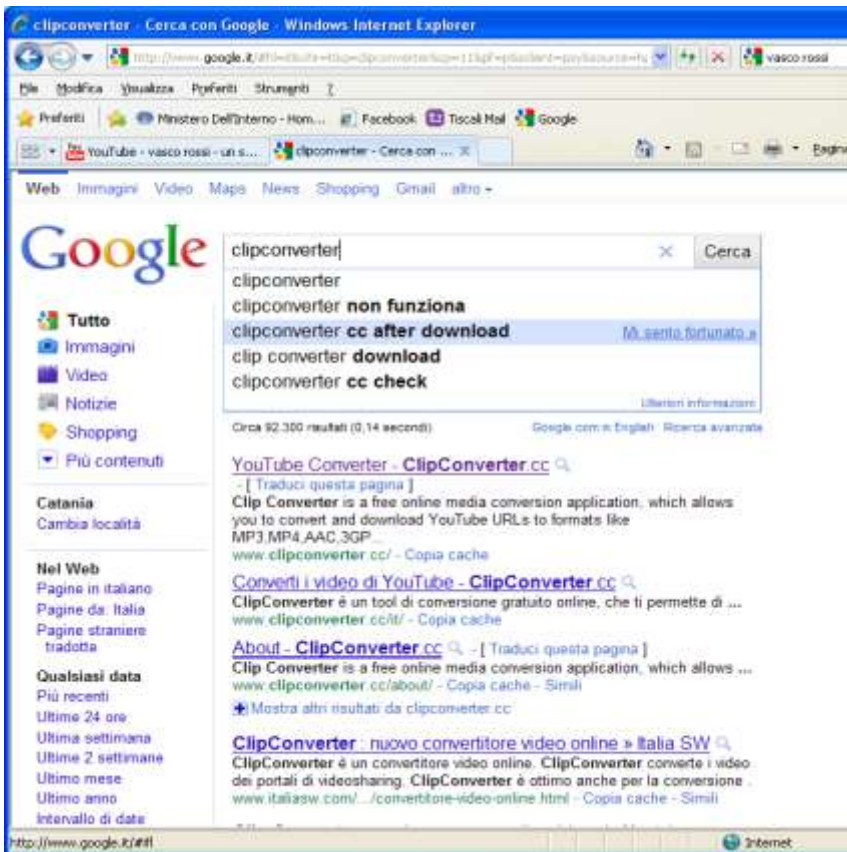 clipconverter - Cerca con Google - Windows Internet Explorer
http://www.google.it/
vasco rossi
File Modifica Visualizza Preferiti Strumenti ?
Preferiti Ministero Dell'Interno - Hom... Facebook Tiscali Mail Google
YouTube - vasco rossi - un s... clipconverter - Cerca con ... X
Web Immagini Video Maps News Shopping Gmail altro
Google
clipconverter
Cerca
clipconverter
clipconverter non funziona
clipconverter cc after download Mi sento fortunato »
clip converter download
clipconverter cc check
Ulteriori informazioni
Tutto
Immagini
Video
Notizie
Shopping
Più contenuti
Catania
Cambia località
Nel Web
Pagine in italiano
Pagine da: Italia
Pagine straniere
tradotte
Qualsiasi data
Più recenti
Ultime 24 ore
Ultima settimana
Ultime 2 settimane
Ultimo mese
Ultimo anno
Intervallo di date
Circa 92.300 risultati (0,14 secondi) Google.com in English Ricerca avanzata
YouTube Converter - ClipConverter.cc
- [ Traduci questa pagina ]
Clip Converter is a free online media conversion application, which allows
you to convert and download YouTube URLs to formats like
MP3,MP4,AAC,3GP...
www.clipconverter.cc/ - Copia cache
Converti i video di YouTube - ClipConverter.cc
ClipConverter è un tool di conversione gratuito online, che ti permette di ...
www.clipconverter.cc/it/ - Copia cache
About - ClipConverter.cc - [ Traduci questa pagina ]
Clip Converter is a free online media conversion application, which allows ...
www.clipconverter.cc/about/ - Copia cache - Simili
Mostra altri risultati da clipconverter.cc
ClipConverter : nuovo convertitore video online » Italia SW
ClipConverter è un convertitore video online. ClipConverter converte i video
dei portali di videosharing. ClipConverter è ottimo anche per la conversione .
www.italiasw.com/.../convertitore-video-online.html - Copia cache - Simili
http://www.google.it/#fl
Internet